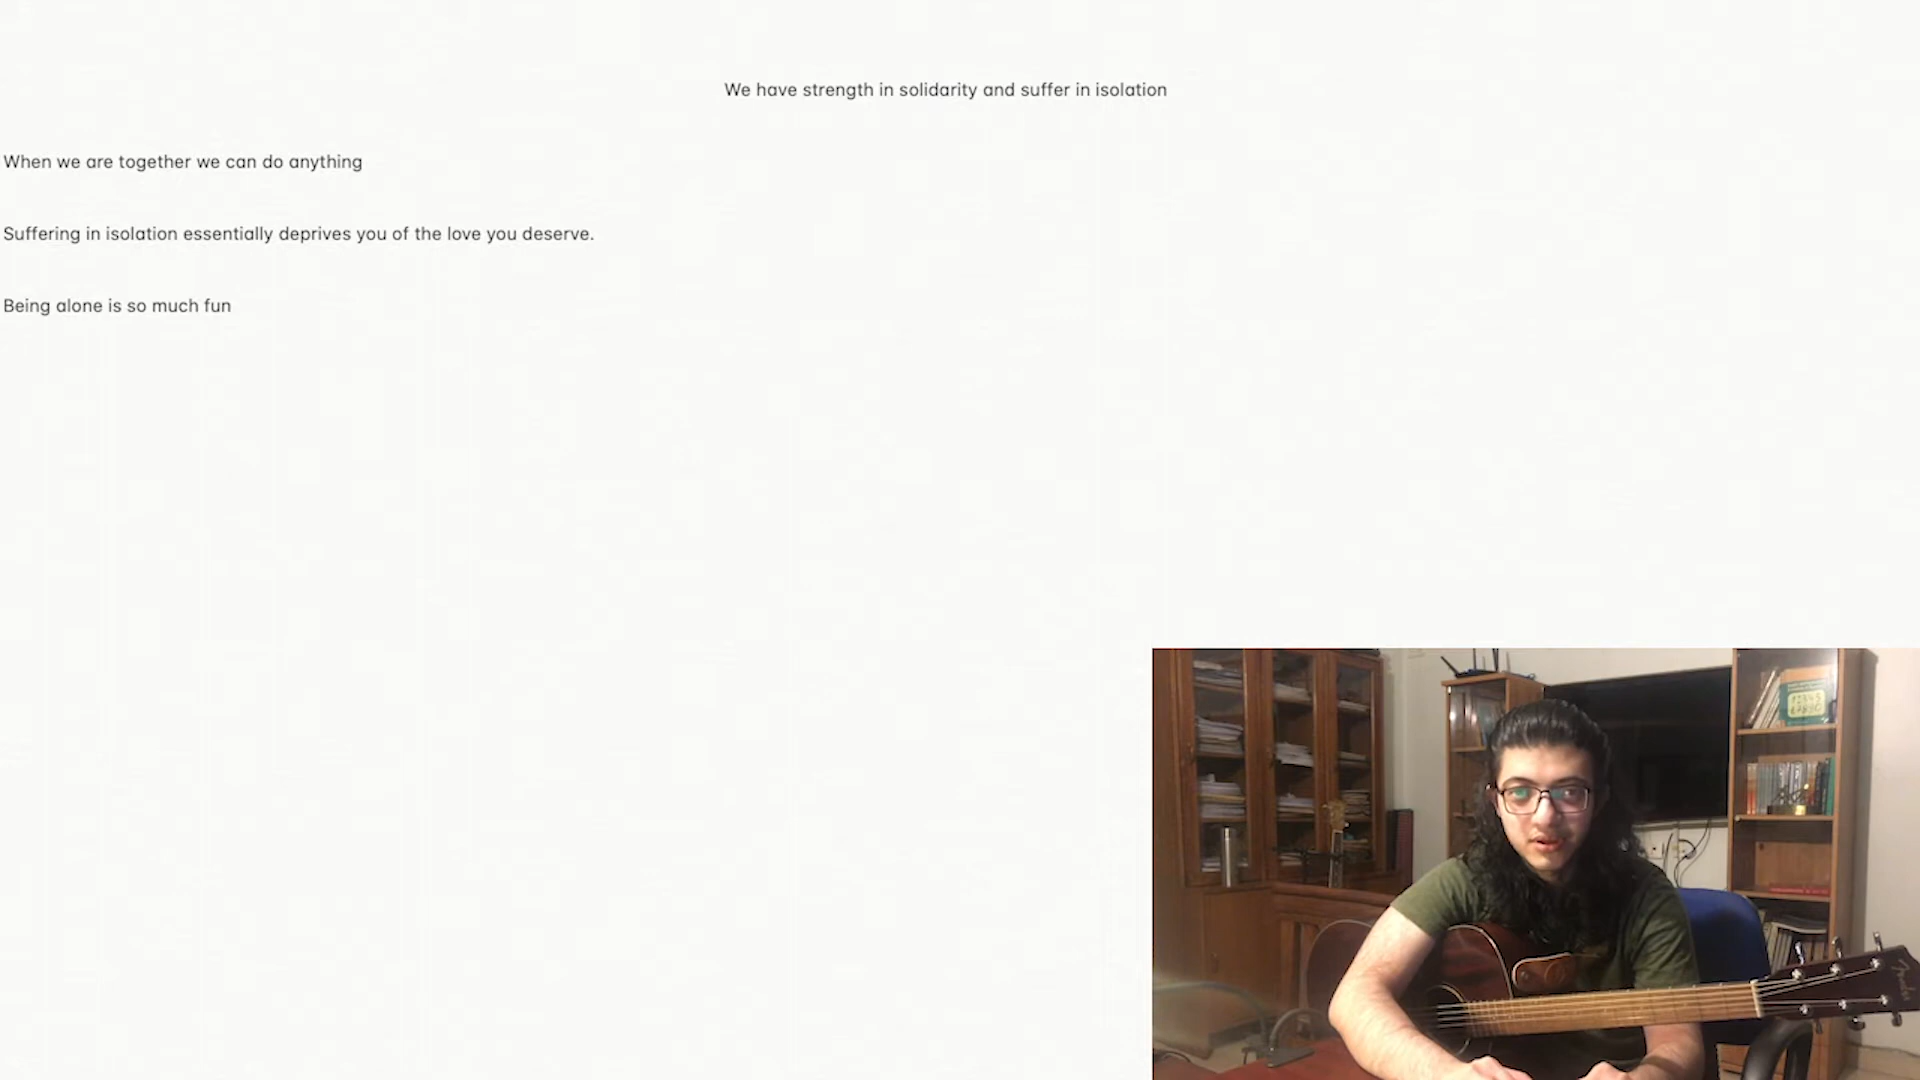 We have strength in solidarity and suffer in isolation
When we are together we can do anything
Suffering in isolation essentially deprives you of the love you deserve.
Being alone is so much fun
Fender